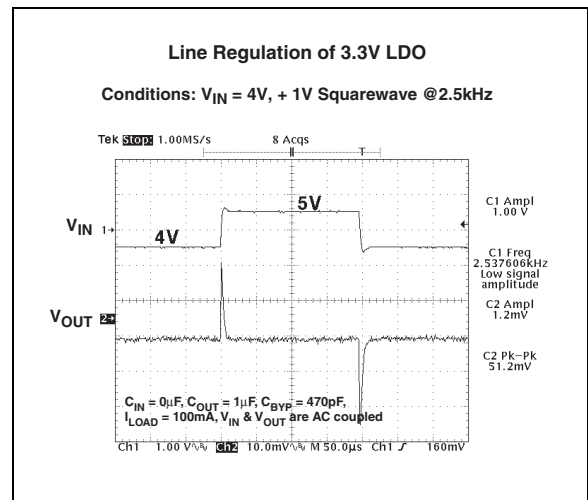 Line Regulation of 3.3V LDO
Conditions: VIN = 4V, + 1V Squarewave @2.5kHz
Tek Stop: 1.00MS/s 8 Acqs
T
5V
C1 Ampl
1.00 V
VIN 1→
4V
C1 Freq
2.537606kHz
Low signal
amplitude
C2 Ampl
1.2mV
VOUT 2→
C2 Pk-Pk
51.2mV
CIN = 0µF, COUT = 1µF, CBYP = 470pF,
ILOAD = 100mA, VIN & VOUT are AC coupled
Ch1 1.00 V Ch2 10.0mV M 50.0µs Ch1 160mV